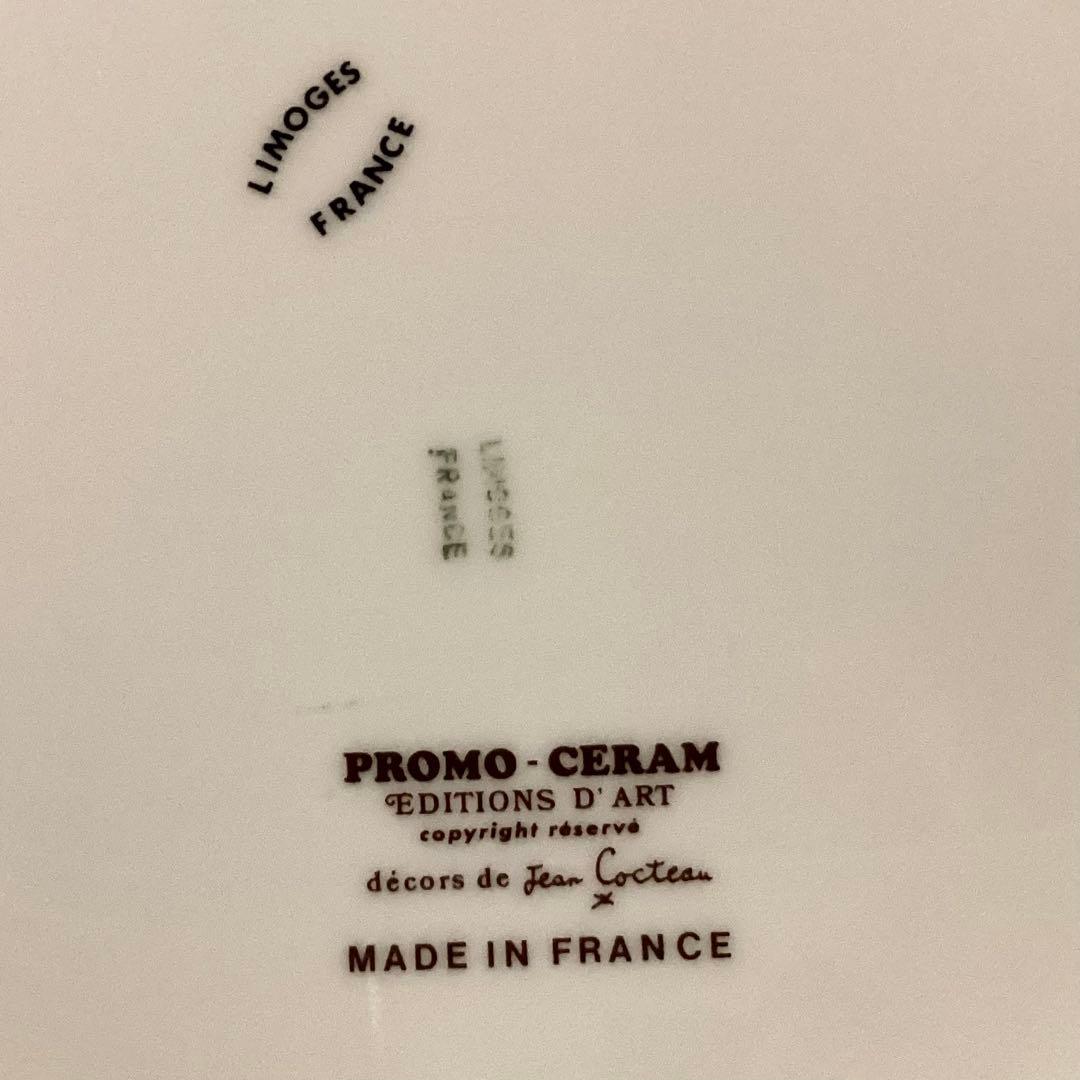 LIMOGES
FRANCE
LIMOGES
FRANCE
PROMO - CERAM
EDITIONS D'ART
copyright réservé
décors de Jean Cocteau
MADE IN FRANCE